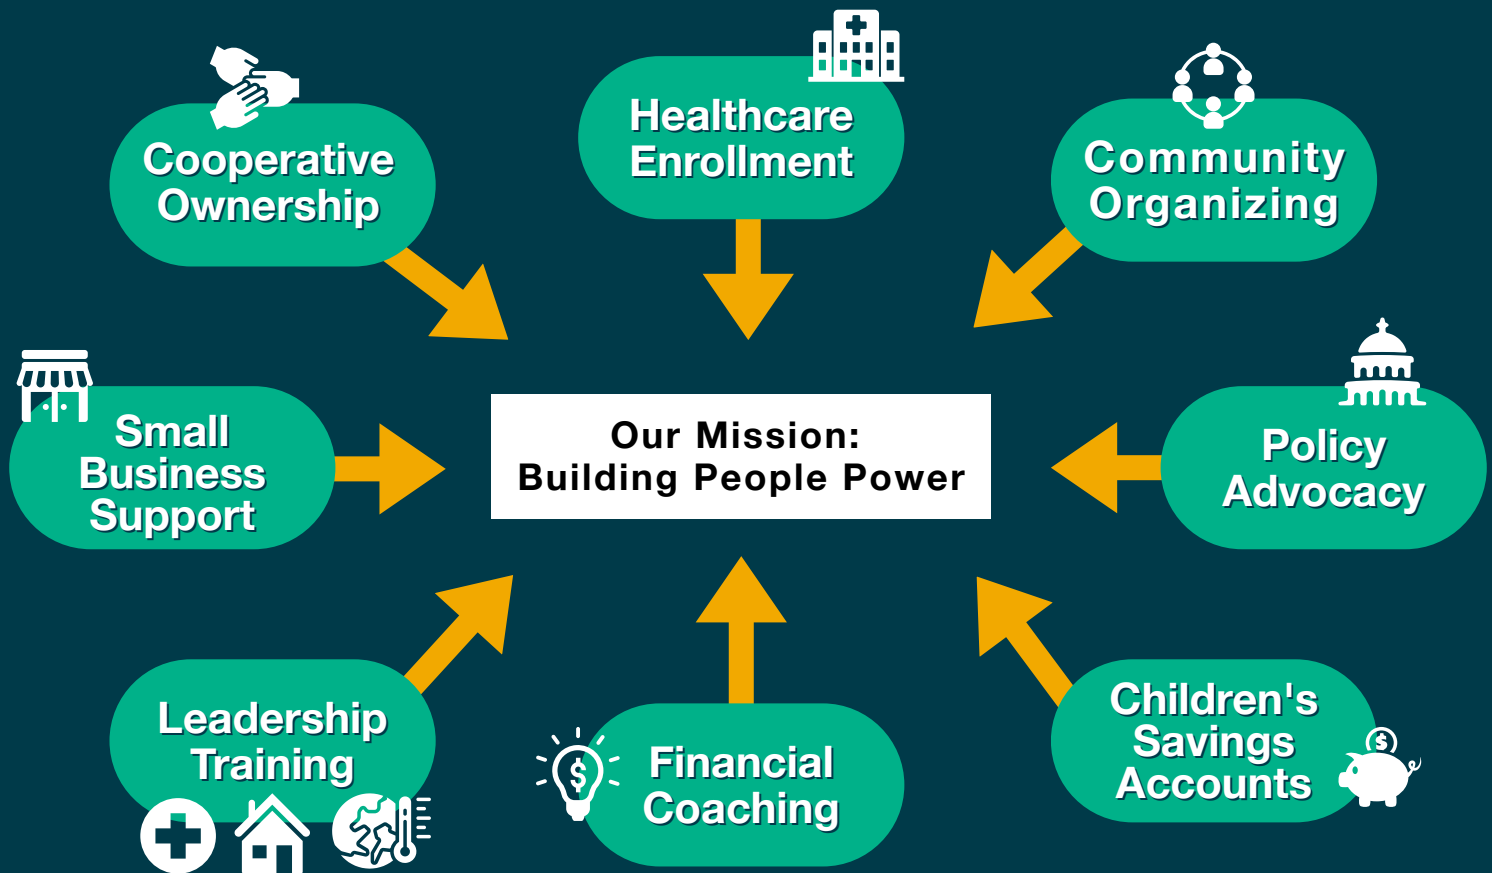 Cooperative
Ownership
Healthcare
Enrollment
Community
Organizing
Small
Business
Support
Our Mission:
Building People Power
Policy
Advocacy
Leadership
Training
$
Financial
Coaching
Children's
Savings
Accounts
$